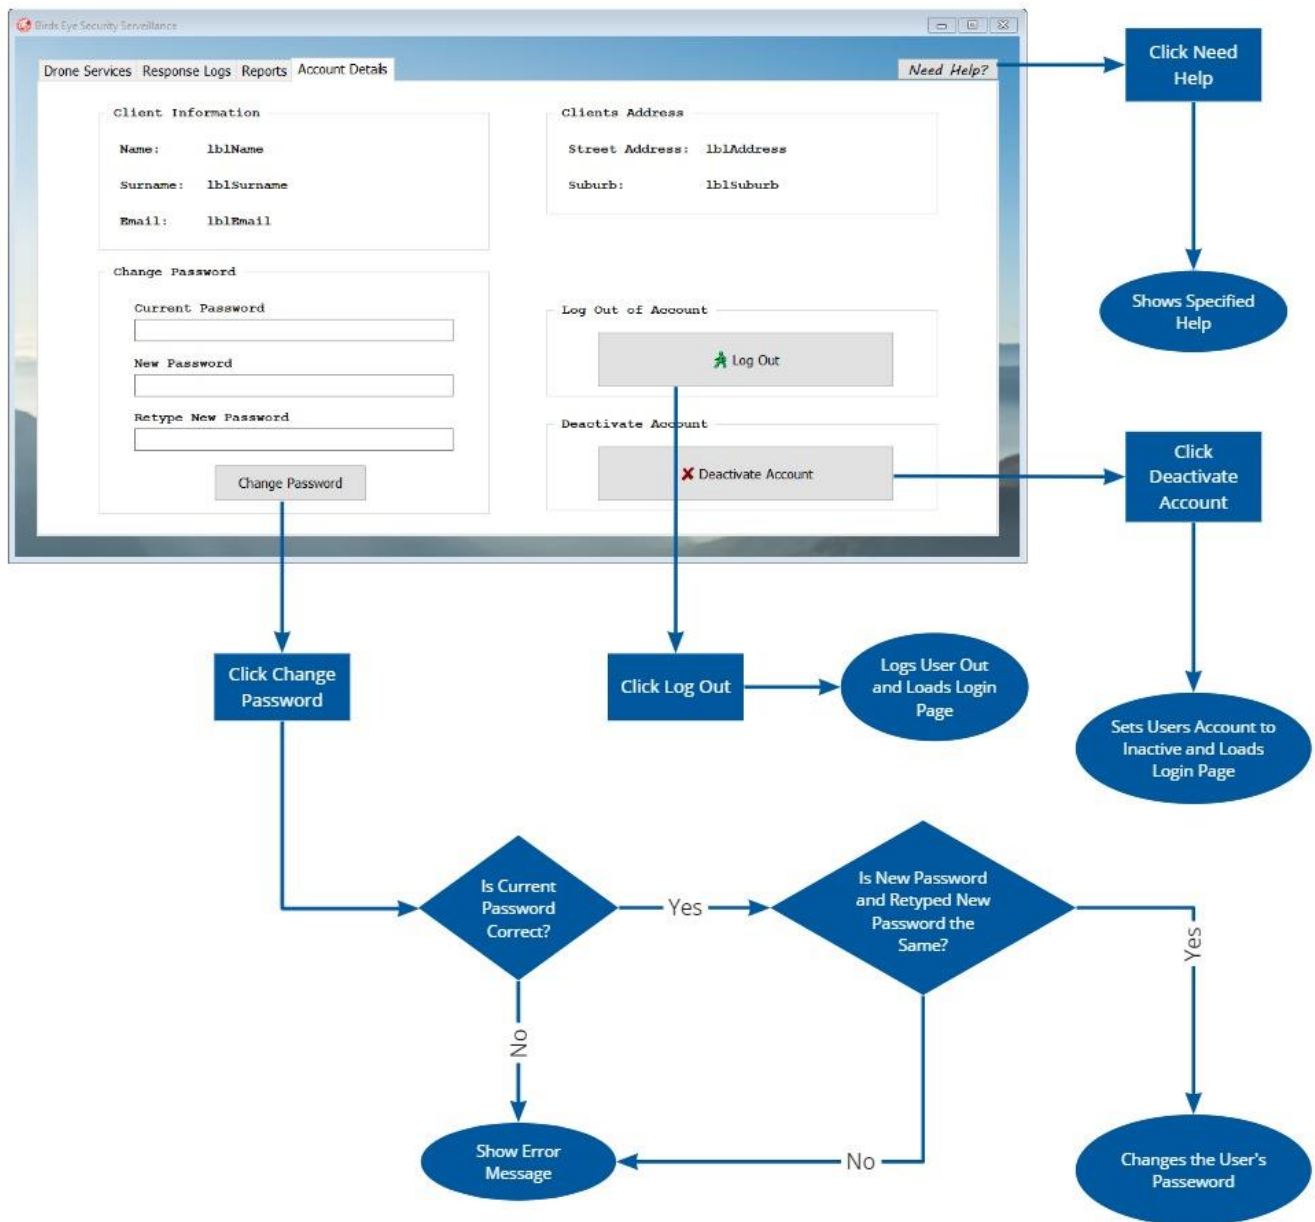 Birds Eye Security Serveillance
Drone Services Response Logs Reports Account Detals
Need Help?
Client Information
Name: lblName
Surname: lblSurname
Email: lblEmail
Clients Address
Street Address: lblAddress
Suburb: lblSuburb
Change Password
Current Password
New Password
Retype New Password
Change Password
Log Out of Account
Log Out
Deactivate Account
Deactivate Account
Click Need
Help
Shows Specified
Help
Click
Deactivate
Account
Sets Users Account to
Inactive and Loads
Login Page
Click Change
Password
Click Log Out
Logs User Out
and Loads Login
Page
Is Current
Password
Correct?
Yes
Is New Password
and Retyped New
Password the
Same?
Yes
No
Show Error
Message
No
Changes the User's
Passeword